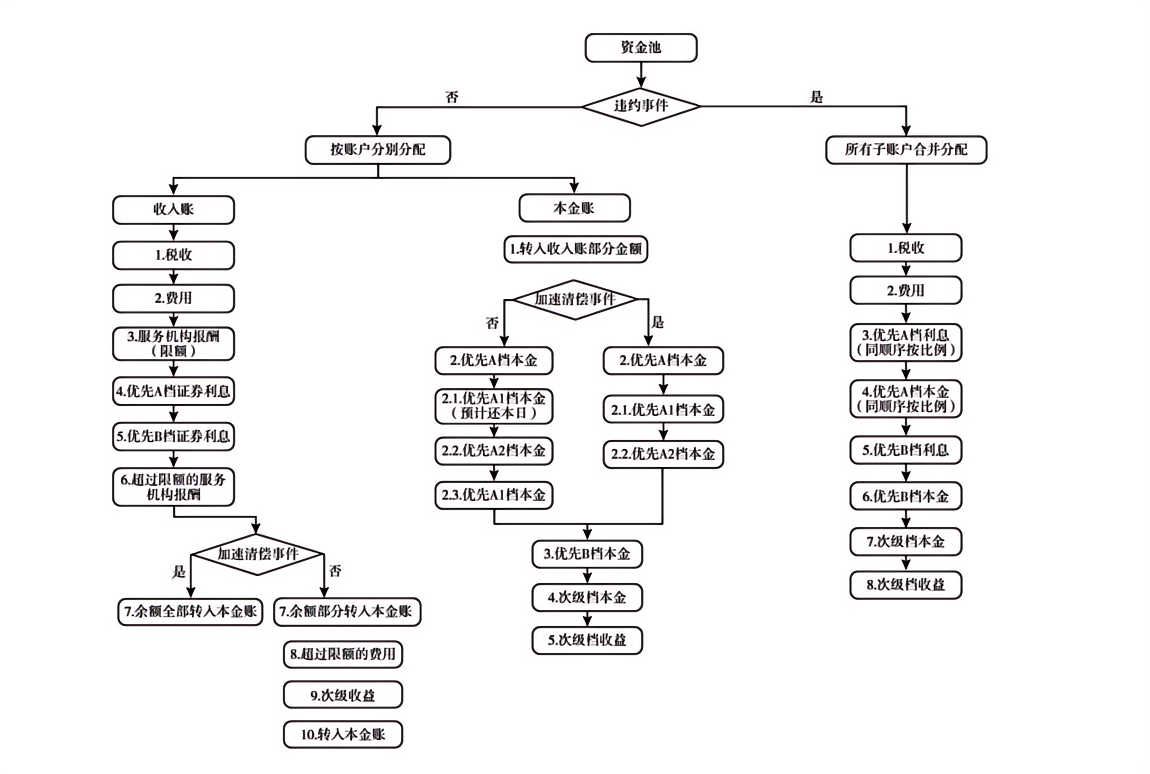 资金池
违约事件
否
是
按账户分别分配
所有子账户合并分配
收入账
1.税收
2.费用
3.服务机构报酬
（限额）
4.优先A档证券利息
5.优先B档证券利息
6.超过限额的服务
机构报酬
加速清偿事件
是
否
7.余额全部转入本金账
7.余额部分转入本金账
8.超过限额的费用
9.次级收益
10.转入本金账
本金账
1.转入收入账部分金额
加速清偿事件
否
是
2.优先A档本金
2.1.优先A1档本金
（预计还本日）
2.2.优先A2档本金
2.3.优先A1档本金
2.优先A档本金
2.1.优先A1档本金
2.2.优先A2档本金
3.优先B档本金
4.次级档本金
5.次级档收益
1.税收
2.费用
3.优先A档利息
（同顺序按比例）
4.优先A档本金
（同顺序按比例）
5.优先B档利息
6.优先B档本金
7.次级档本金
8.次级档收益